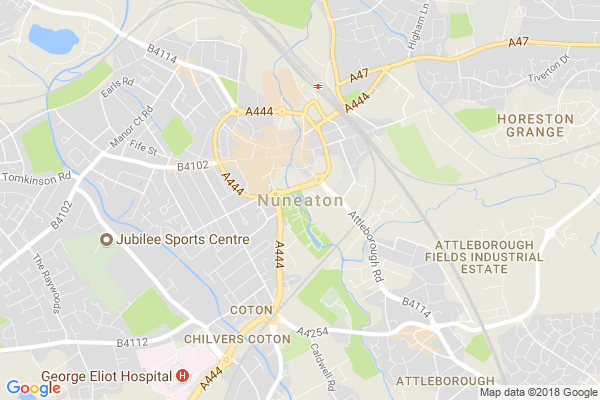 Higham Ln
A47
B4114
A47
Tiverton Dr
Earls Rd
A444
A444
Manor Ct Rd
HORESTON
GRANGE
Fife St
B4102
Tomkinson Rd
A444
Nuneaton
B4102
Attleborough Rd
Jubilee Sports Centre
ATTLEBOROUGH
FIELDS INDUSTRIAL
ESTATE
A444
The Raywoods
COTON
B4114
A4254
B4112
CHILVERS COTON
Caldwell Rd
George Eliot Hospital
H
A444
ATTLEBOROUGH
Google
Map data ©2018 Google